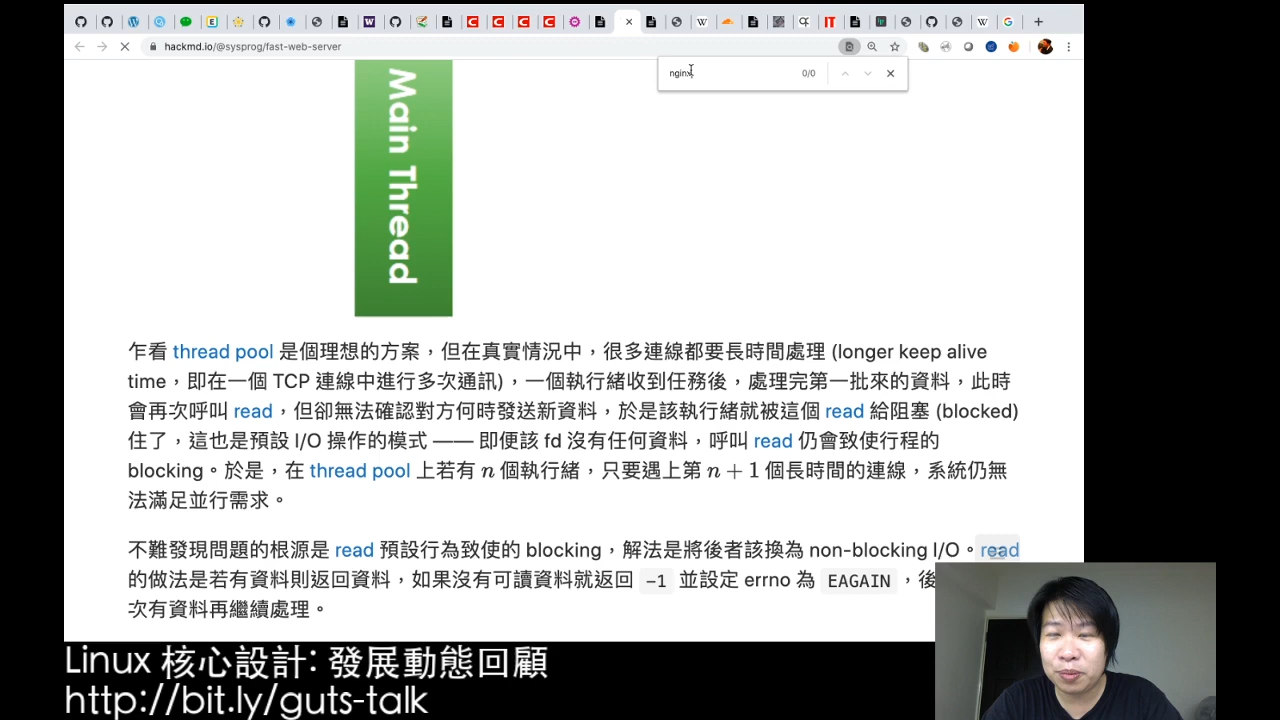 hackmd.io/@sysprog/fast-web-server
nginx
0/0
Main Thread
乍看 thread pool 是個理想的方案，但在真實情況中，很多連線都要長時間處理 (longer keep alive
time，即在一個 TCP 連線中進行多次通訊)，一個執行緒收到任務後，處理完第一批來的資料，此時
會再次呼叫 read，但卻無法確認對方何時發送新資料，於是該執行緒就被這個 read 給阻塞 (blocked)
住了，這也是預設 I/O 操作的模式 —— 即便該 fd 沒有任何資料，呼叫 read 仍會致使行程的
blocking。於是，在 thread pool 上若有 n 個執行緒，只要遇上第 n + 1 個長時間的連線，系統仍無
法滿足並行需求。
不難發現問題的根源是 read 預設行為致使的 blocking，解法是將後者該換為 non-blocking I/O。read
的做法是若有資料則返回資料，如果沒有可讀資料就返回 -1 並設定 errno 為 EAGAIN，後
次有資料再繼續處理。
Linux 核心設計: 發展動態回顧
http://bit.ly/guts-talk